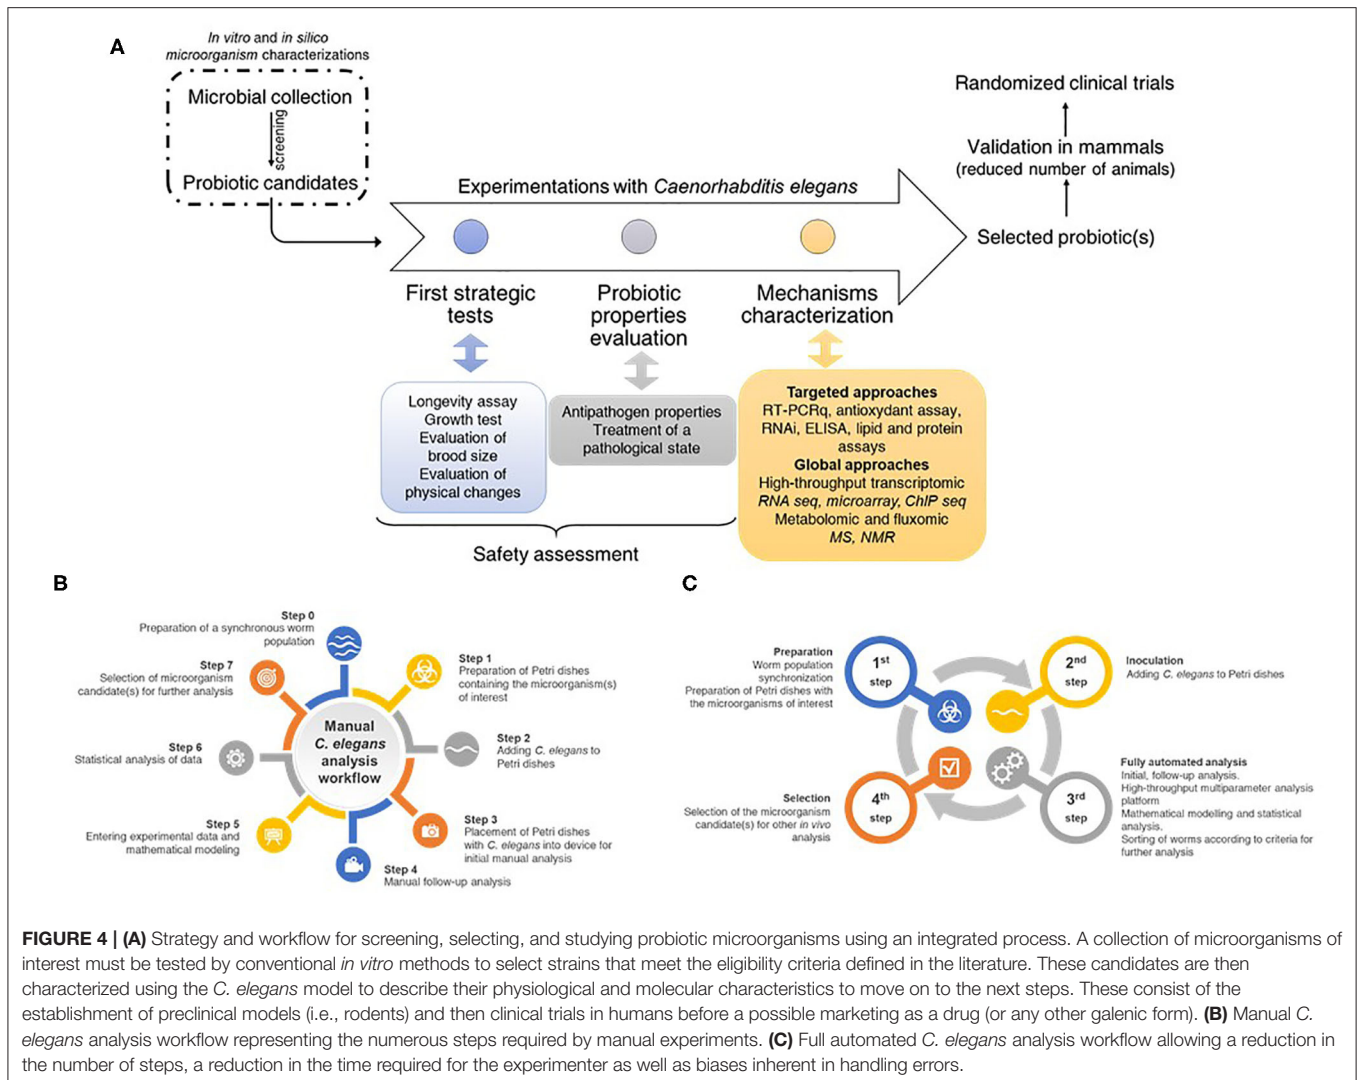 (A)
In vitro and in silico
microorganism characterizations
Microbial collection
screening
Probiotic candidates
Experimentations with Caenorhabditis elegans
Randomized clinical trials
Validation in mammals
(reduced number of animals)
Selected probiotic(s)
First strategic
tests
Probiotic
properties
evaluation
Mechanisms
characterization
Longevity assay
Growth test
Evaluation of
brood size
Evaluation of
physical changes
Antipathogen properties
Treatment of a
pathological state
Targeted approaches
RT-PCRq, antioxydant assay,
RNAi, ELISA, lipid and protein
assays
Global approaches
High-throughput transcriptomic
RNA seq, microarray, ChIP seq
Metabolomic and fluxomic
MS, NMR
Safety assessment
B
Manual
C. elegans
analysis
workflow
Step 0
Preparation of a synchronous worm
population
Step 1
Preparation of Petri dishes
containing the microorganism(s)
of interest
Step 2
Adding C. elegans to
Petri dishes
Step 3
Placement of Petri dishes
with C. elegans into device for
initial manual analysis
Step 4
Manual follow-up analysis
Step 5
Entering experimental data and
mathematical modeling
Step 6
Statistical analysis of data
Step 7
Selection of microorganism
candidate(s) for further analysis
C
Preparation
Worm population
synchronization
Preparation of Petri dishes with
the microorganisms of interest
1st
step
2nd
step
Inoculation
Adding C. elegans to Petri dishes
3rd
step
Fully automated analysis
Initial, follow-up analysis.
High-throughput multiparameter analysis
platform
Mathematical modelling and statistical
analysis.
Sorting of worms according to criteria for
further analysis
4th
step
Selection
Selection of the microorganism
candidate(s) for other in vivo
analysis
FIGURE 4 | (A) Strategy and workflow for screening, selecting, and studying probiotic microorganisms using an integrated process. A collection of microorganisms of
interest must be tested by conventional in vitro methods to select strains that meet the eligibility criteria defined in the literature. These candidates are then
characterized using the C. elegans model to describe their physiological and molecular characteristics to move on to the next steps. These consist of the
establishment of preclinical models (i.e., rodents) and then clinical trials in humans before a possible marketing as a drug (or any other galenic form). (B) Manual C.
elegans analysis workflow representing the numerous steps required by manual experiments. (C) Full automated C. elegans analysis workflow allowing a reduction in
the number of steps, a reduction in the time required for the experimenter as well as biases inherent in handling errors.